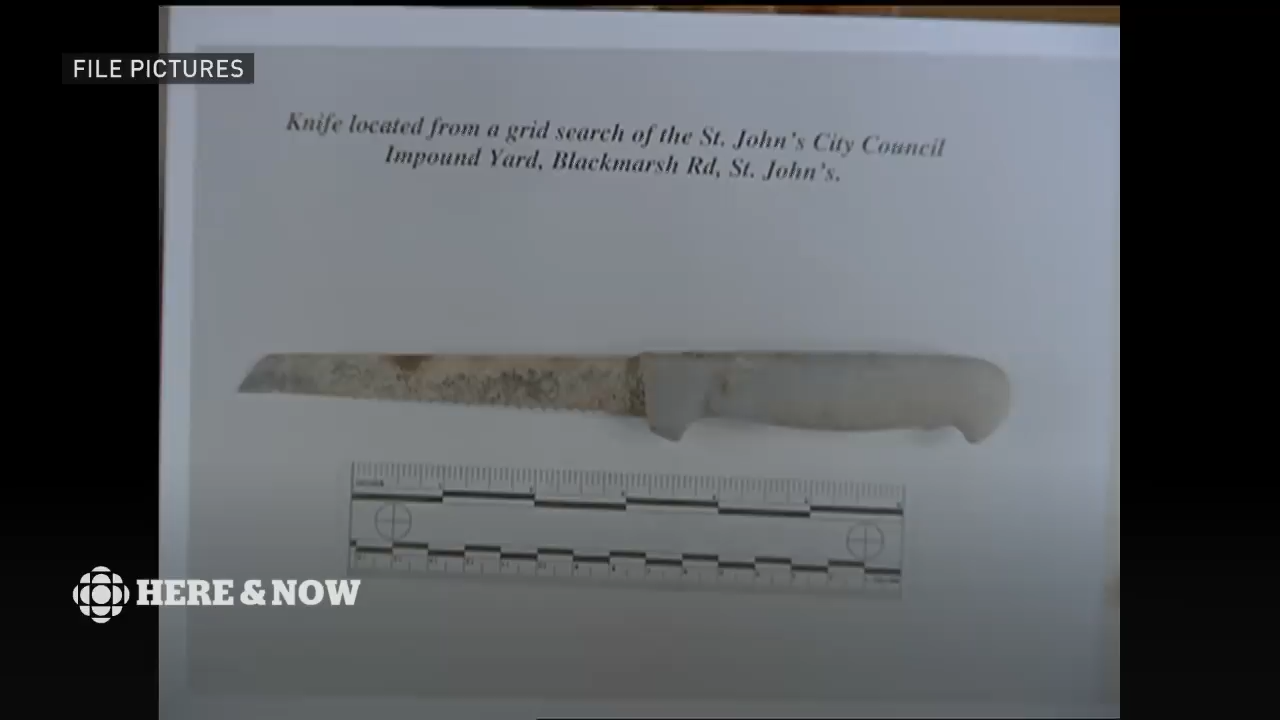 FILE PICTURES
Knife located from a grid search of the St. John's City Council
Impound Yard, Blackmarsh Rd, St. John's.
HERE & NOW